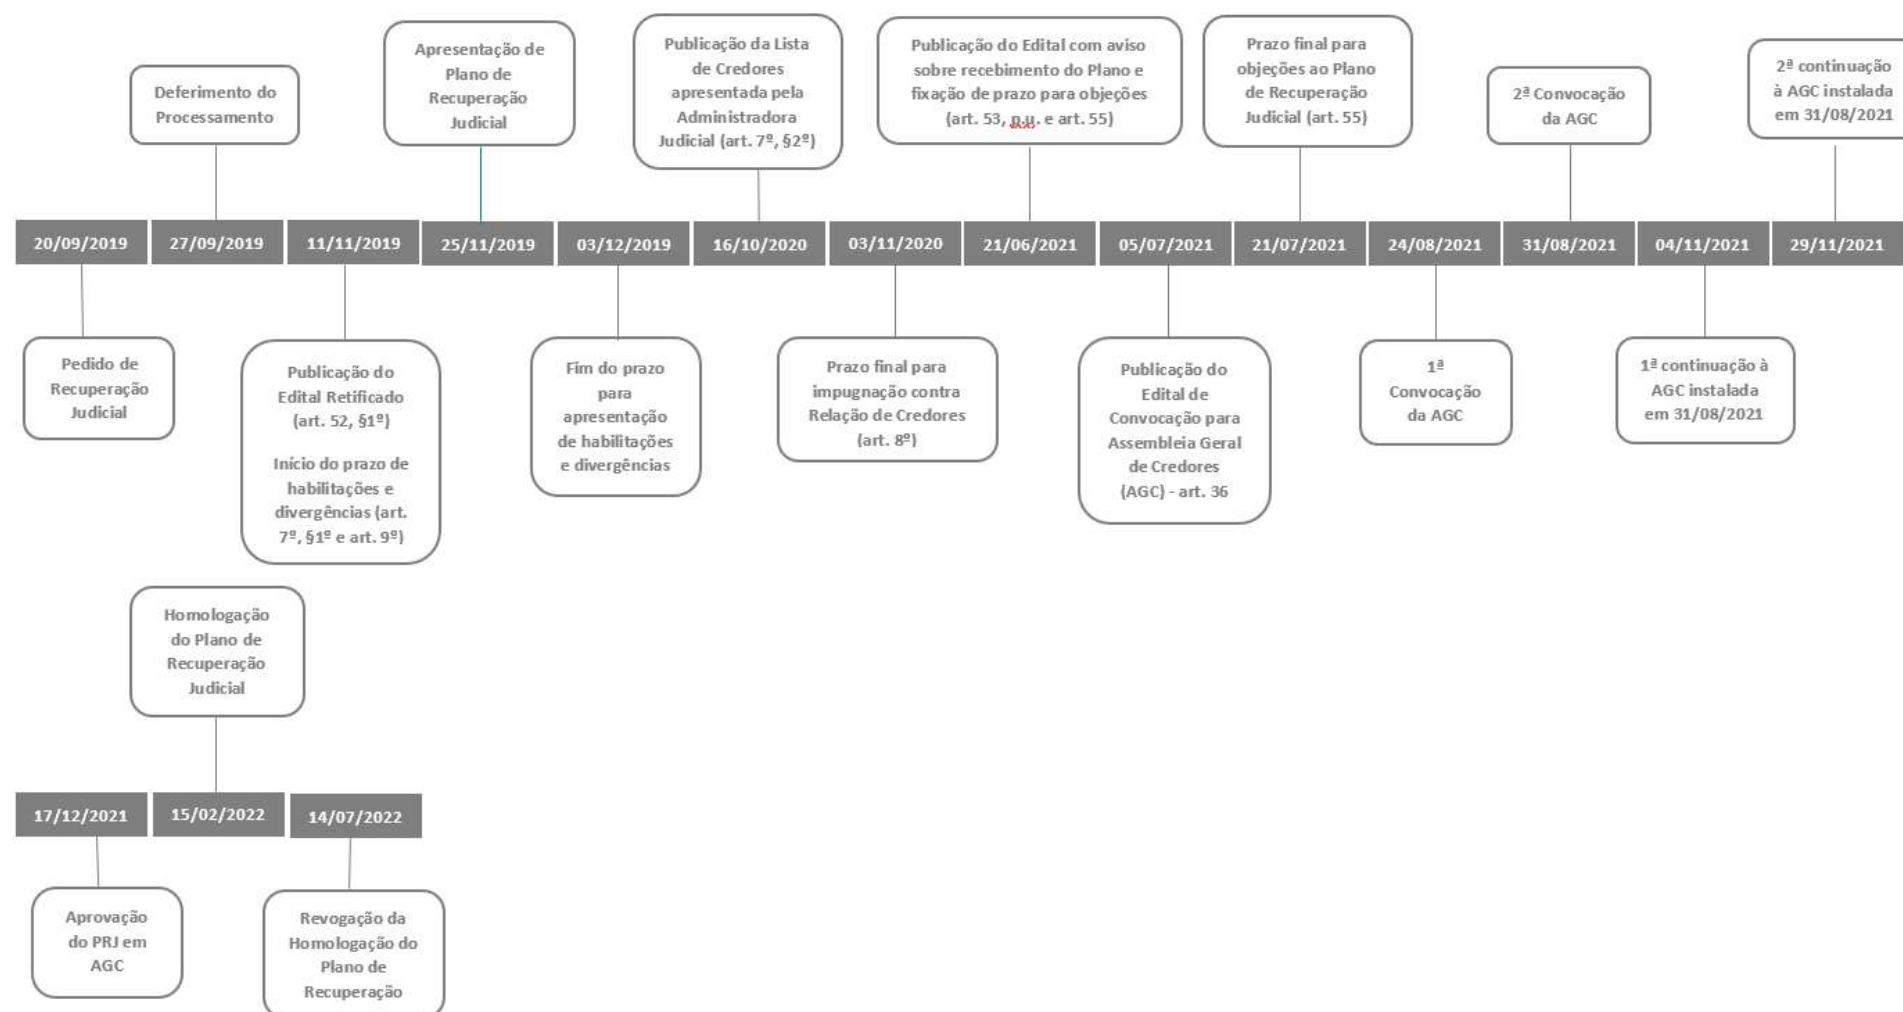 Deferimento do
Processamento
Apresentação de
Plano de
Recuperação
Judicial
Publicação da Lista
de Credores
apresentada pela
Administradora
Judicial (art. 7º, §2º)
Publicação do Edital com aviso
sobre recebimento do Plano e
fixação de prazo para objeções
(art. 53, p.u. e art. 55)
Prazo final para
objeções ao Plano
de Recuperação
Judicial (art. 55)
2ª Convocação
da AGC
2ª continuação
à AGC instalada
em 31/08/2021
20/09/2019
27/09/2019
11/11/2019
25/11/2019
03/12/2019
16/10/2020
03/11/2020
21/06/2021
05/07/2021
21/07/2021
24/08/2021
31/08/2021
04/11/2021
29/11/2021
Pedido de
Recuperação
Judicial
Publicação do
Edital Retificado
(art. 52, §1º)
Início do prazo de
habilitações e
divergências (art.
7º, §1º e art. 9º)
Fim do prazo
para
apresentação
de habilitações
e divergências
Prazo final para
impugnação contra
Relação de Credores
(art. 8º)
Publicação do
Edital de
Convocação para
Assembleia Geral
de Credores
(AGC) - art. 36
1ª
Convocação
da AGC
1ª continuação à
AGC instalada
em 31/08/2021
Homologação
do Plano de
Recuperação
Judicial
17/12/2021
15/02/2022
14/07/2022
Aprovação
do PRJ em
AGC
Revogação da
Homologação do
Plano de
Recuperação